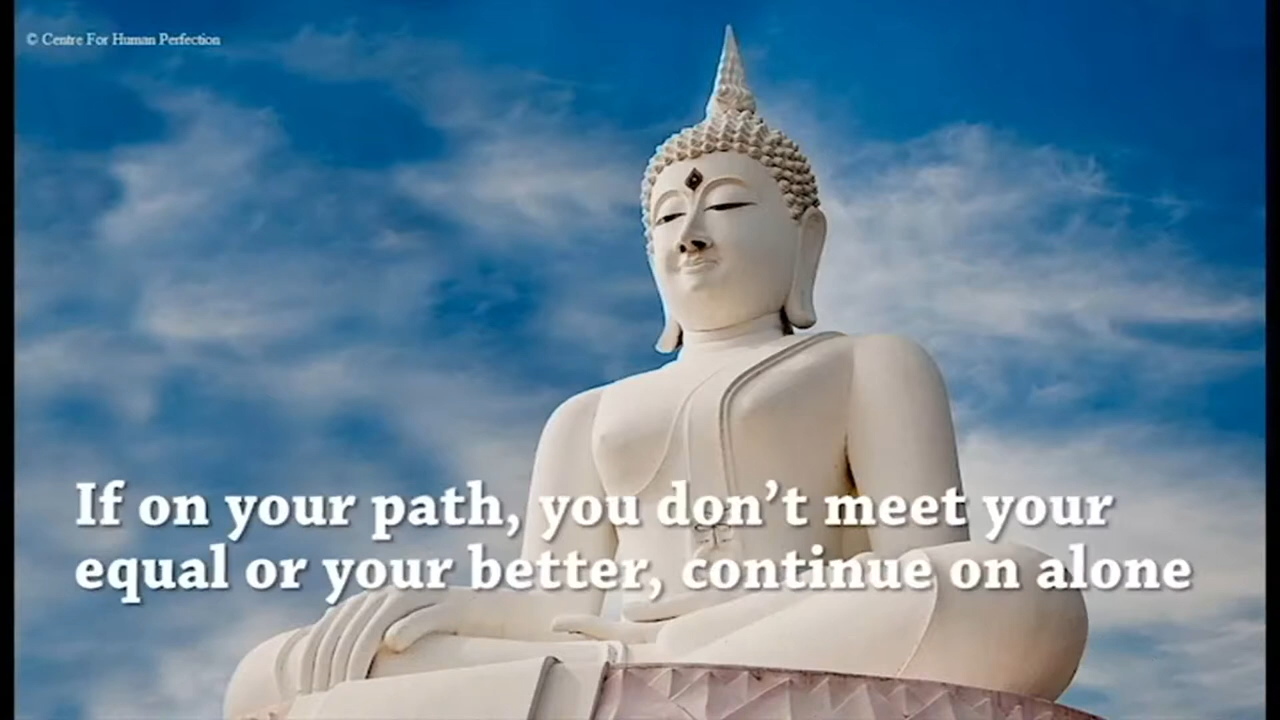 © Centre For Human Perfection
If on your path, you don’t meet your
equal or your better, continue on alone